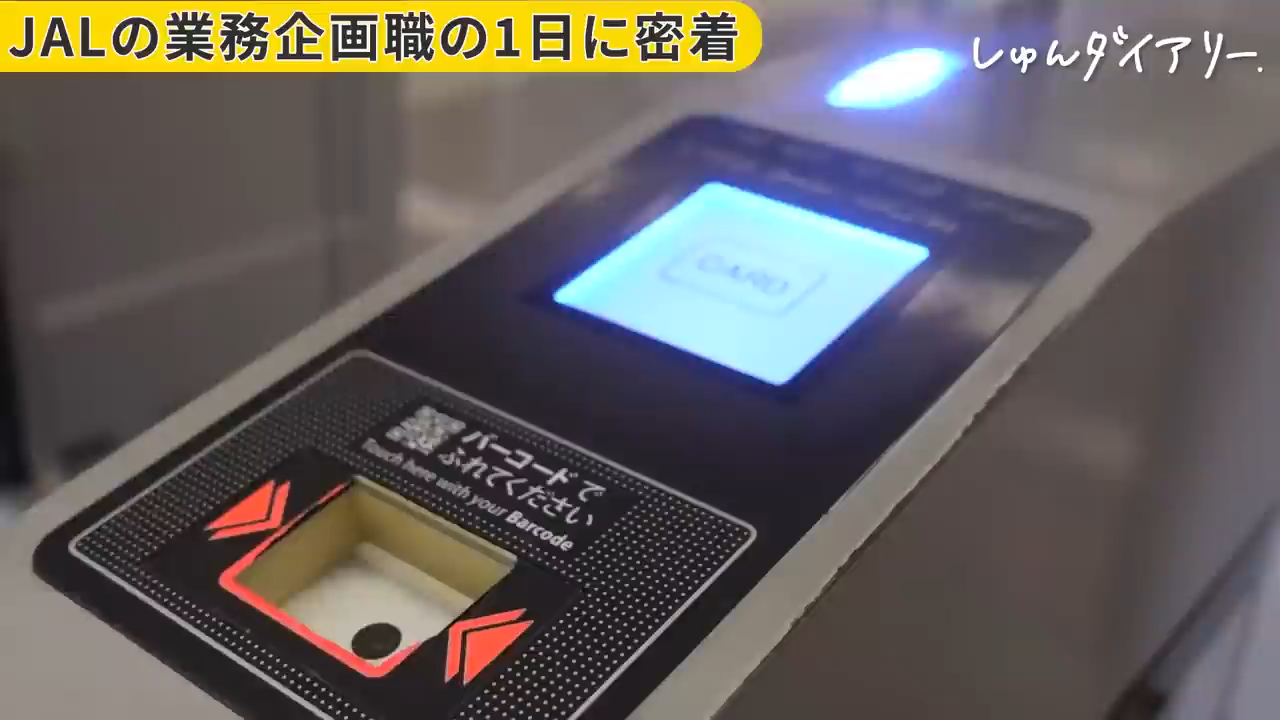 JALの業務企画職の1日に密着
しゅんダイアリー.
CARD
バーコードで
ふれてください
Touch here with your Barcode